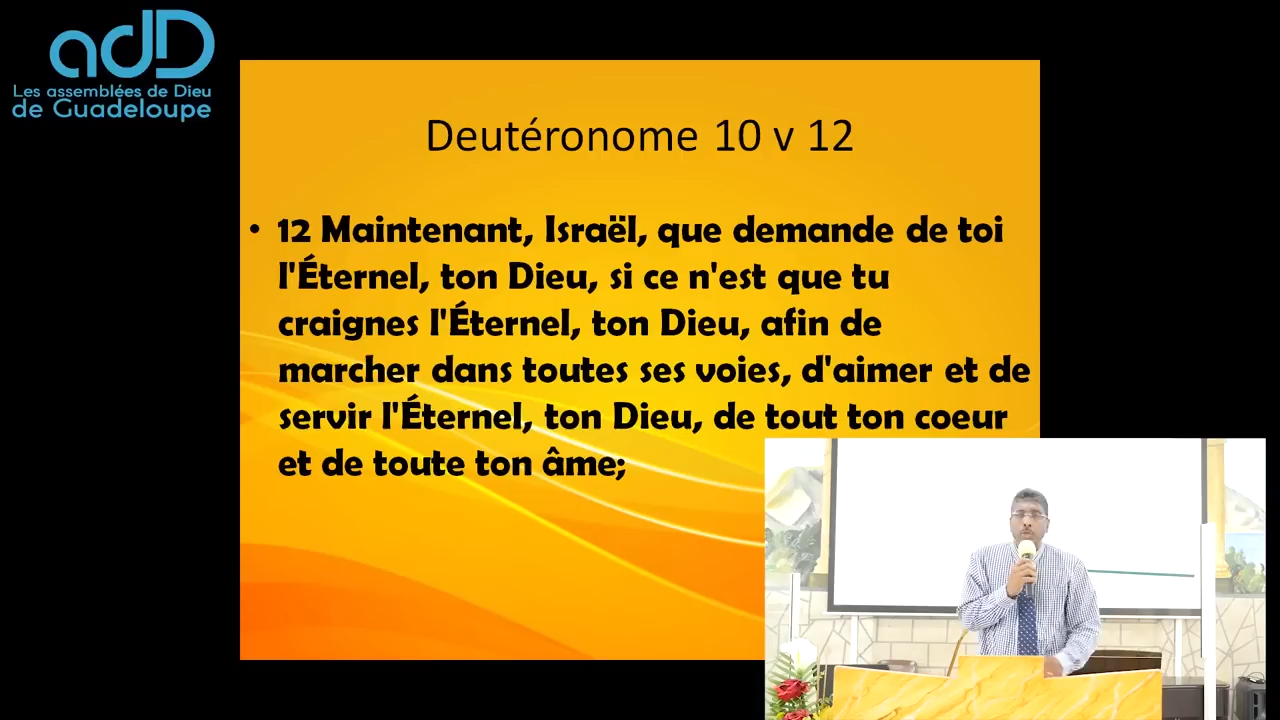 adD
Les assemblées de Dieu
de Guadeloupe
Deutéronome 10 v 12
• 12 Maintenant, Israël, que demande de toi
l'Éternel, ton Dieu, si ce n'est que tu
craignes l'Éternel, ton Dieu, afin de
marcher dans toutes ses voies, d'aimer et de
servir l'Éternel, ton Dieu, de tout ton coeur
et de toute ton âme;